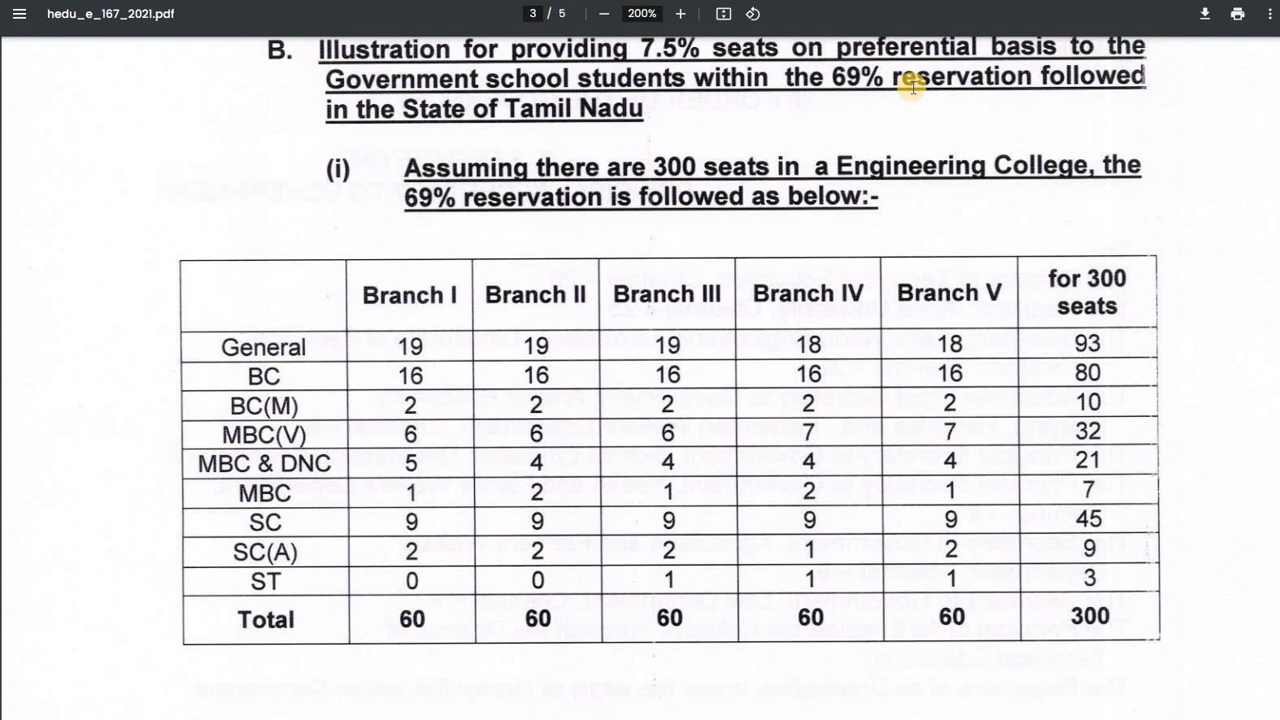 hedu_e_167_2021.pdf 3 / 5 200%
B. Illustration for providing 7.5% seats on preferential basis to the
Government school students within the 69% reservation followed
in the State of Tamil Nadu
(i) Assuming there are 300 seats in a Engineering College, the
69% reservation is followed as below:-
Branch I Branch II Branch III Branch IV Branch V for 300
seats
General 19 19 19 18 18 93
BC 16 16 16 16 16 80
BC(M) 2 2 2 2 2 10
MBC(V) 6 6 6 7 7 32
MBC & DNC 5 4 4 4 4 21
MBC 1 2 1 2 1 7
SC 9 9 9 9 9 45
SC(A) 2 2 2 1 2 9
ST 0 0 1 1 1 3
Total 60 60 60 60 60 300